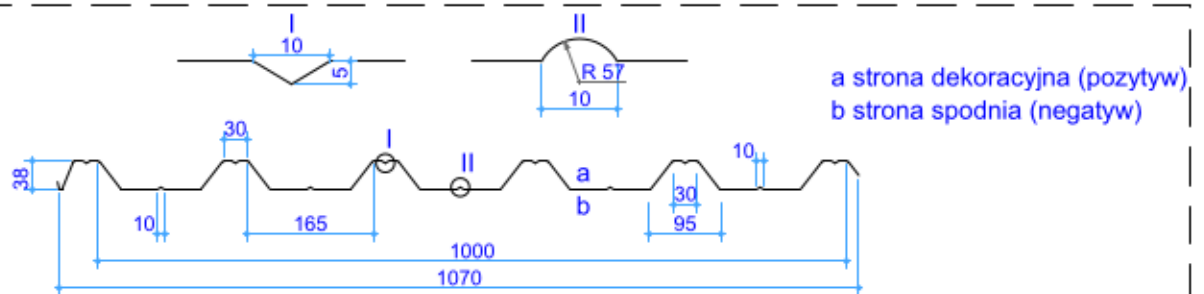 I
10
5
II
R 57
10
a strona dekoracyjna (pozytyw)
b strona spodnia (negatyw)
30
I
II
a
b
10
38
10
165
30
95
1000
1070